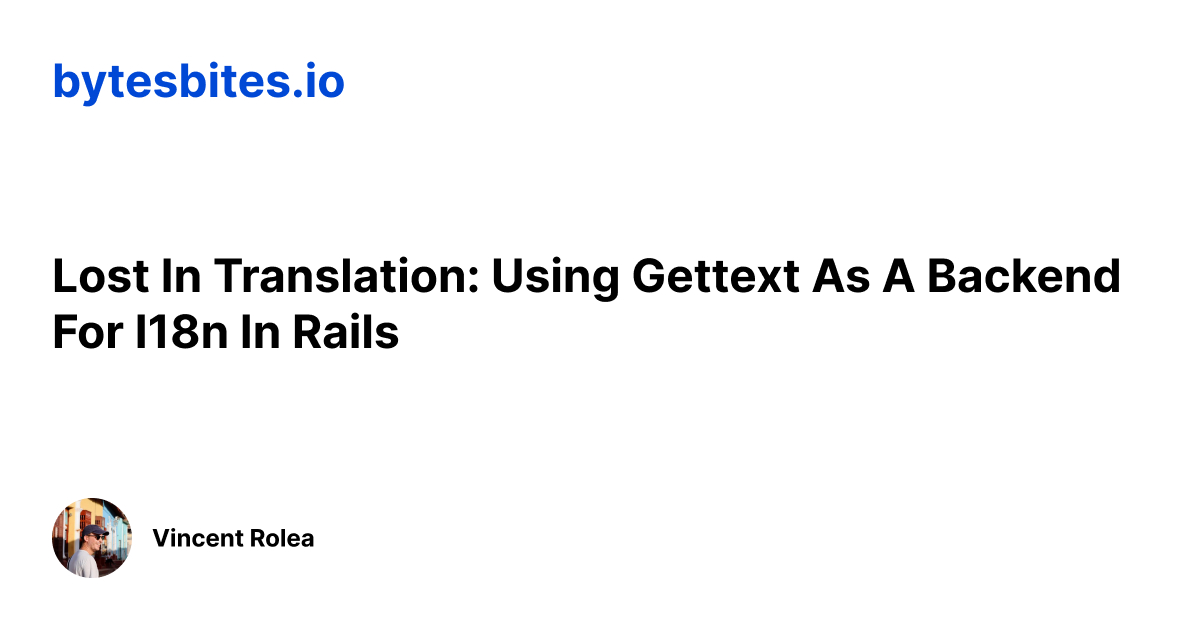 bytesbites.io
Lost In Translation: Using Gettext As A Backend
For I18n In Rails
Vincent Rolea